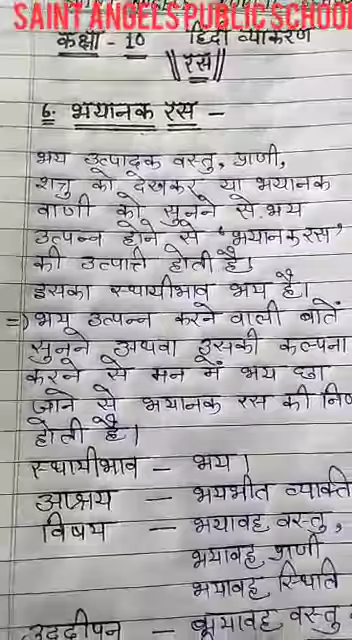 SAINT ANGELS PUBLIC SCHOOL
कक्षा - 10 हिंदी व्याकरण
||रस||
6. भयानक रस -
भय उत्पादक वस्तु, प्राणी,
शत्रु को देखकर या भयानक
वाणी को सुनने से भय
उत्पन्न होने से 'भयानक रस'
की उत्पत्ति होती है।
इसका स्थायीभाव भय है।
=) भय उत्पन्न करने वाली बातें
सुनने अथवा उसकी कल्पना
करने से मन में भय छा
जाने से भयानक रस की
होती है।
स्थायीभाव - भय।
आश्रय - भयभीत व्यक्ति
विषय - भयावह वस्तु,
भयावह प्राणी
भयावह स्थिति
उद्दीपन - भयावह वस्तु